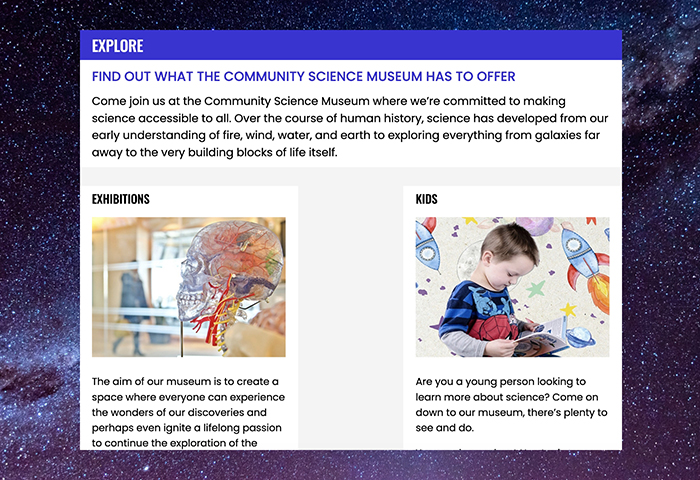 EXPLORE
FIND OUT WHAT THE COMMUNITY SCIENCE MUSEUM HAS TO OFFER
Come join us at the Community Science Museum where we’re committed to making
science accessible to all. Over the course of human history, science has developed from our
early understanding of fire, wind, water, and earth to exploring everything from galaxies far
away to the very building blocks of life itself.
EXHIBITIONS
The aim of our museum is to create a
space where everyone can experience
the wonders of our discoveries and
perhaps even ignite a lifelong passion
to continue the exploration of the
KIDS
Are you a young person looking to
learn more about science? Come on
down to our museum, there’s plenty to
see and do.